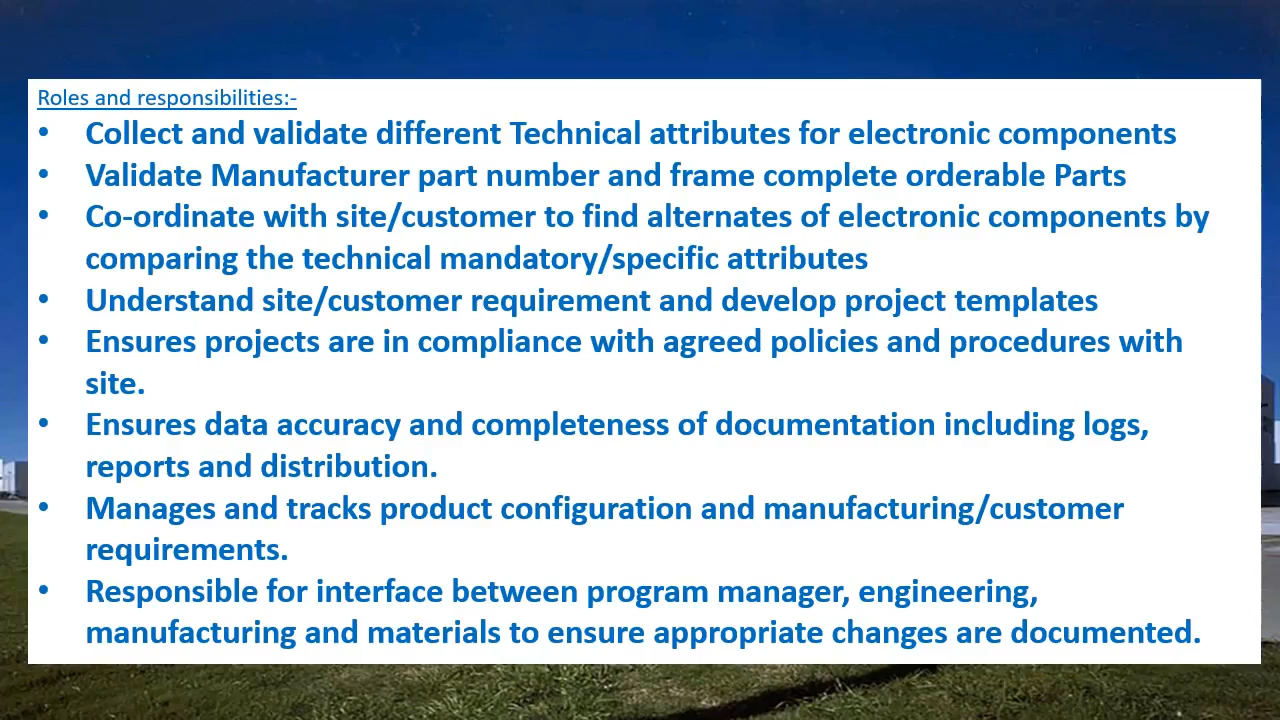 Roles and responsibilities:-
• Collect and validate different Technical attributes for electronic components
• Validate Manufacturer part number and frame complete orderable Parts
• Co-ordinate with site/customer to find alternates of electronic components by
comparing the technical mandatory/specific attributes
• Understand site/customer requirement and develop project templates
• Ensures projects are in compliance with agreed policies and procedures with
site.
• Ensures data accuracy and completeness of documentation including logs,
reports and distribution.
• Manages and tracks product configuration and manufacturing/customer
requirements.
• Responsible for interface between program manager, engineering,
manufacturing and materials to ensure appropriate changes are documented.